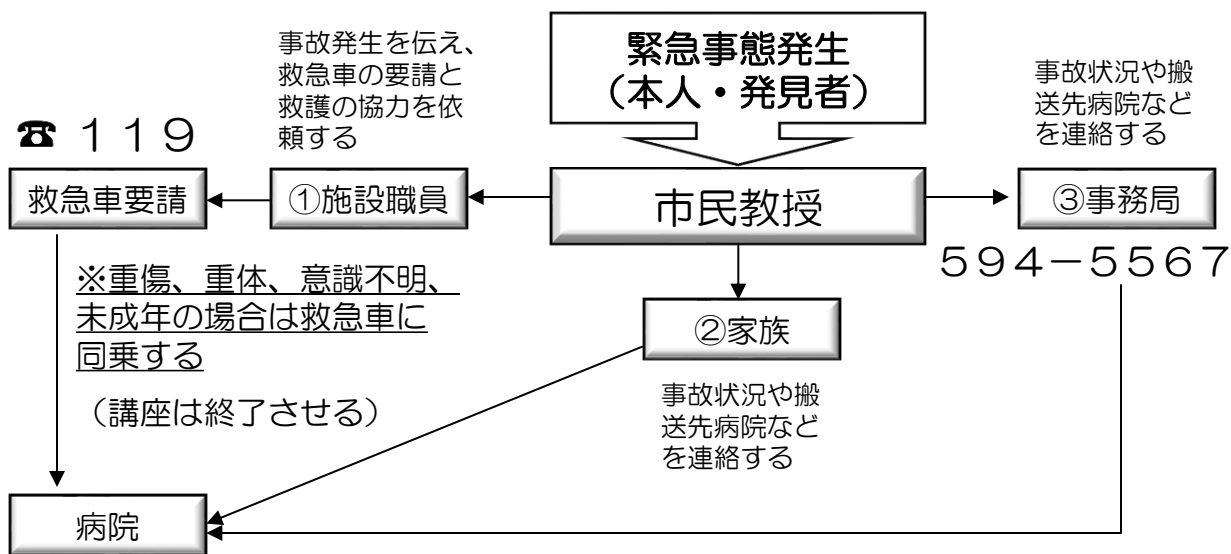 緊急事態発生
（本人・発見者）
事故発生を伝え、
救急車の要請と
救護の協力を依
頼する
事故状況や搬
送先病院など
を連絡する
☎１１９
救急車要請
①施設職員
市民教授
③事務局
５９４－５５６７
※重傷、重体、意識不明、
未成年の場合は救急車に
同乗する
（講座は終了させる）
②家族
事故状況や搬
送先病院など
を連絡する
病院